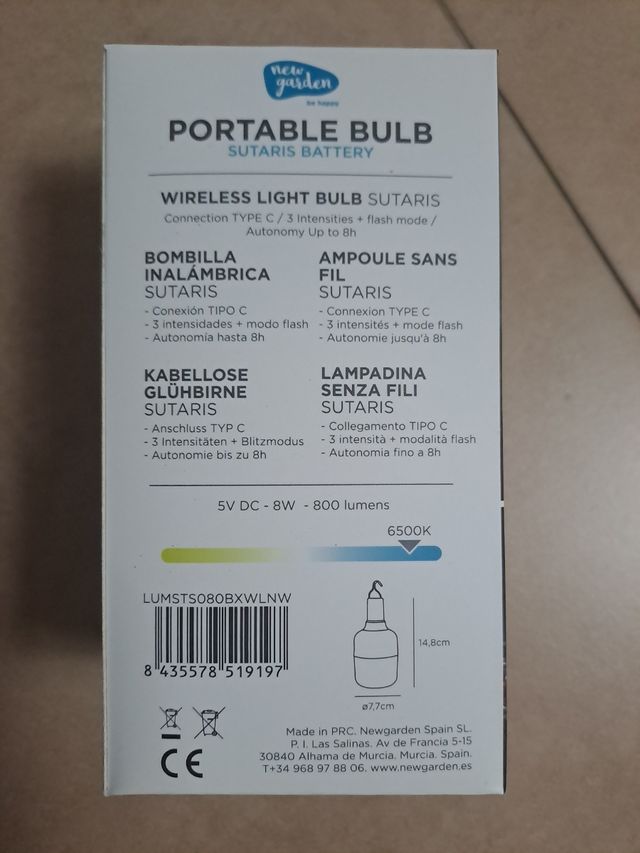 new garden
be happy
PORTABLE BULB
SUTARIS BATTERY
WIRELESS LIGHT BULB SUTARIS
Connection TYPE C / 3 Intensities + flash mode /
Autonomy Up to 8h
BOMBILLA
INALÁMBRICA
SUTARIS
- Conexión TIPO C
- 3 intensidades + modo flash
- Autonomía hasta 8h
AMPOULE SANS
FIL
SUTARIS
- Connexion TYPE C
- 3 intensités + mode flash
- Autonomie jusqu'à 8h
KABELLOSE
GLÜHBIRNE
SUTARIS
- Anschluss TYP C
- 3 Intensitäten + Blitzmodus
- Autonomie bis zu 8h
LAMPADINA
SENZA FILI
SUTARIS
- Collegamento TIPO C
- 3 intensità + modalità flash
- Autonomia fino a 8h
5V DC - 8W - 800 lumens
6500K
LUMSTS080BXWLNW
8 435578 519197
14,8cm
ø7,7cm
Made in PRC. Newgarden Spain SL.
P. I. Las Salinas. Av de Francia 5-15
30840 Alhama de Murcia. Murcia. Spain.
T+34 968 97 88 06. www.newgarden.es
CE